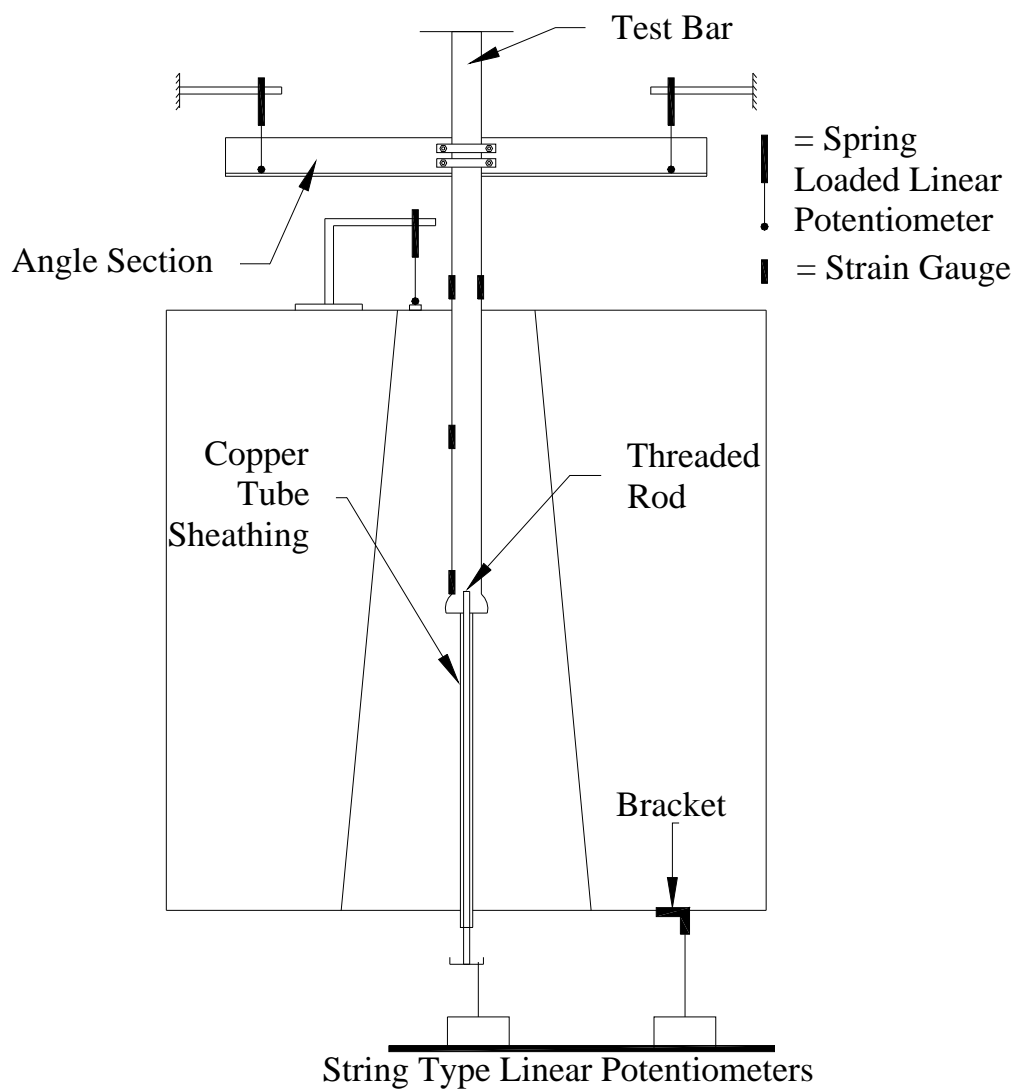 Test Bar
= Spring
Loaded Linear
Potentiometer
= Strain Gauge
Angle Section
Copper
Tube
Sheathing
Threaded
Rod
Bracket
String Type Linear Potentiometers